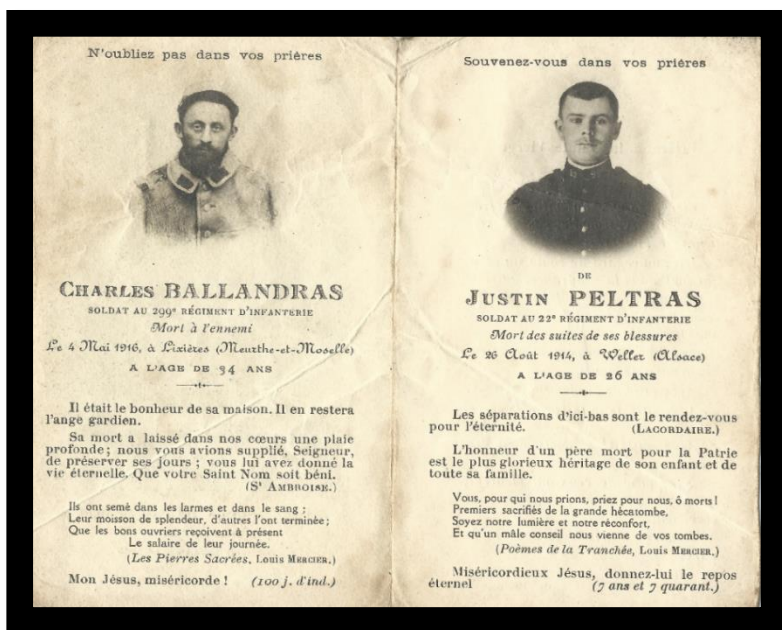 N'oubliez pas dans vos prières
CHARLES BALLANDRAS
SOLDAT AU 299e RÉGIMENT D'INFANTERIE
Mort à l'ennemi
Le 4 Mai 1916, à Lixières (Meurthe-et-Moselle)
A L'AGE DE 34 ANS
Il était le bonheur de sa maison. Il en restera
l'ange gardien.
Sa mort a laissé dans nos cœurs une plaie
profonde ; nous vous avions supplié, Seigneur,
de préserver ses jours ; vous lui avez donné la
vie éternelle. Que votre Saint Nom soit béni.
(St AMBROISE.)
Ils ont semé dans les larmes et dans le sang ;
Leur moisson de splendeur, d'autres l'ont terminée ;
Que les bons ouvriers reçoivent à présent
Le salaire de leur journée.
(Les Pierres Sacrées, Louis MERCIER.)
Mon Jésus, miséricorde ! (100 j. d'ind.)
Souvenez-vous dans vos prières
DE
JUSTIN PELTRAS
SOLDAT AU 22e RÉGIMENT D'INFANTERIE
Mort des suites de ses blessures
Le 26 Août 1914, à Weller (Alsace)
A L'AGE DE 26 ANS
Les séparations d'ici-bas sont le rendez-vous
pour l'éternité. (LACORDAIRE.)
L'honneur d'un père mort pour la Patrie
est le plus glorieux héritage de son enfant et de
toute sa famille.
Vous, pour qui nous prions, priez pour nous, ô morts !
Premiers sacrifiés de la grande hécatombe,
Soyez notre lumière et notre réconfort,
Et qu'un mâle conseil nous vienne de vos tombes.
(Poèmes de la Tranchée, Louis MERCIER.)
Miséricordieux Jésus, donnez-lui le repos
éternel (7 ans et 7 quarant.)